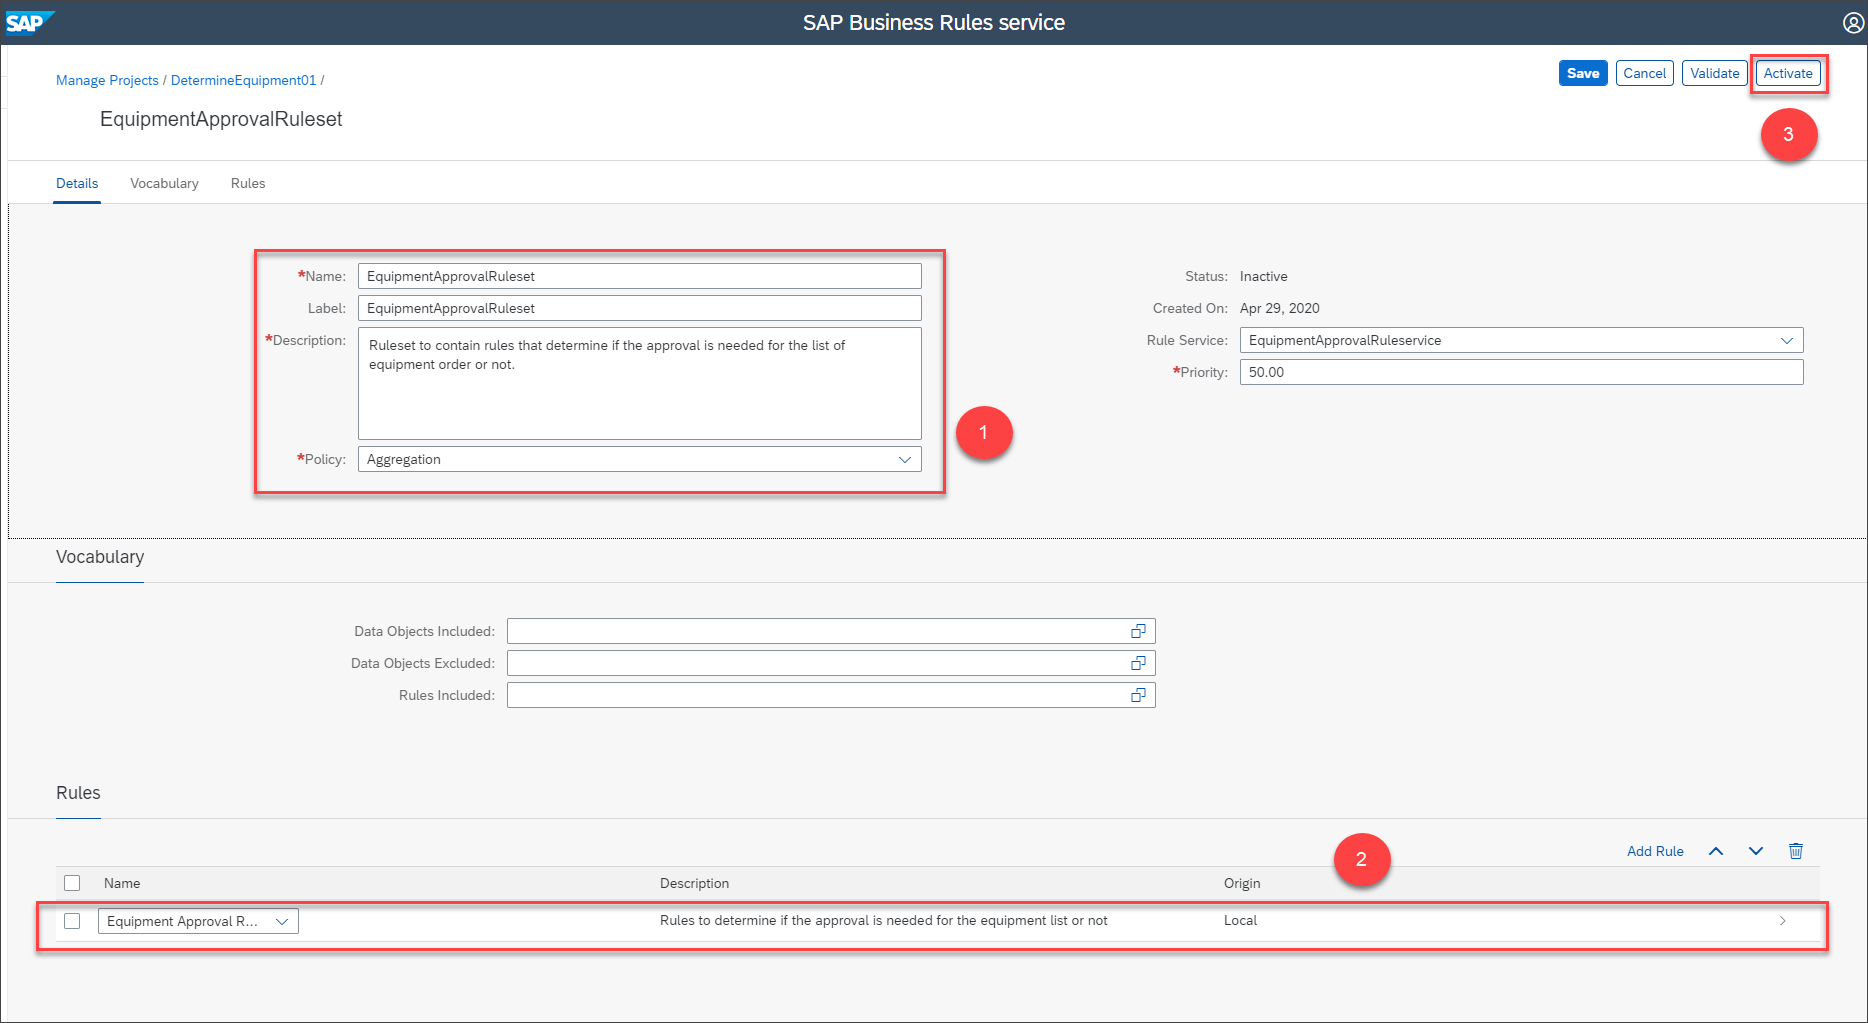 SAP
SAP Business Rules service
Manage Projects / DetermineEquipment01 /
Save Cancel Validate Activate
EquipmentApprovalRuleset
3
Details Vocabulary Rules
*Name: EquipmentApprovalRuleset
Status: Inactive
Label: EquipmentApprovalRuleset
Created On: Apr 29, 2020
*Description: Ruleset to contain rules that determine if the approval is needed for the list of
equipment order or not.
Rule Service: EquipmentApprovalRuleservice
*Priority: 50.00
1
*Policy: Aggregation
Vocabulary
Data Objects Included:
Data Objects Excluded:
Rules Included:
Rules
2
Add Rule
Name Description Origin
Equipment Approval R... Rules to determine if the approval is needed for the equipment list or not Local